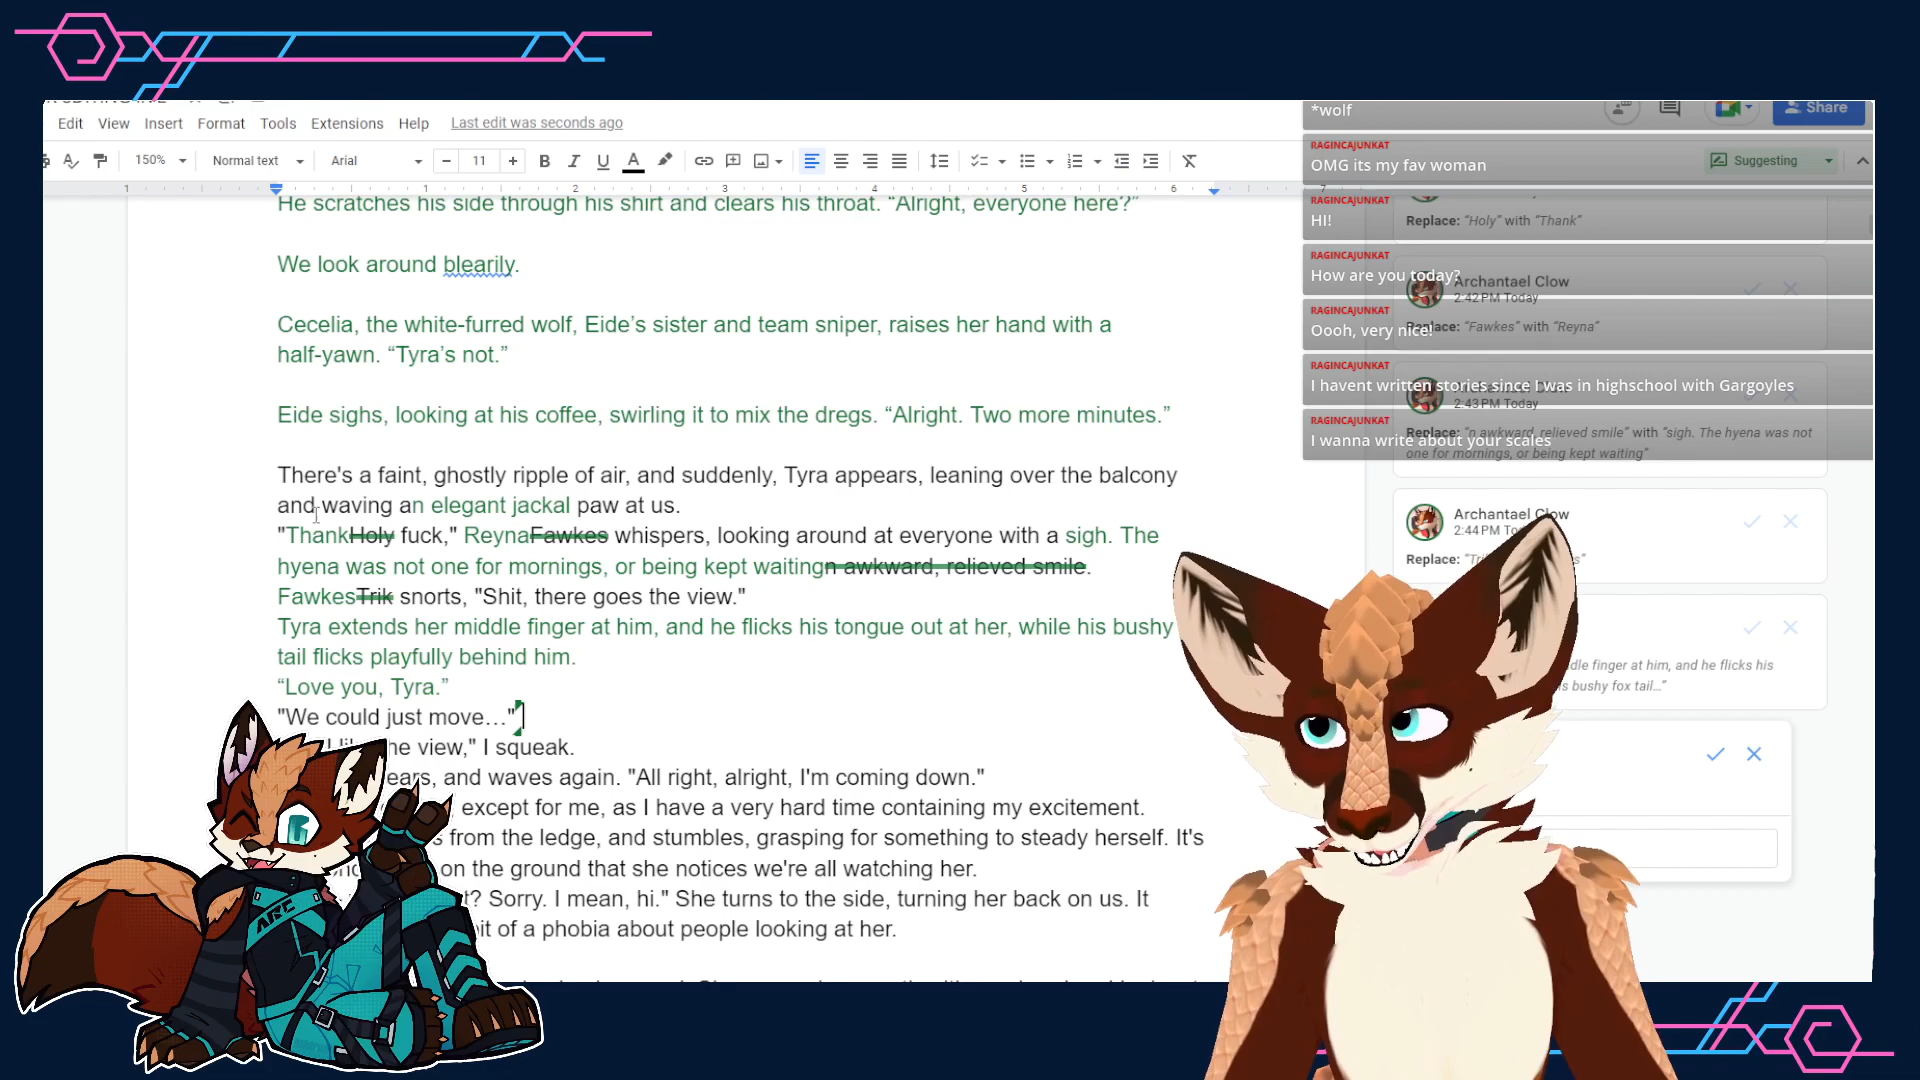 Edit View Insert Format Tools Extensions Help Last edit was seconds ago
Share
150% Normal text Arial 11
Suggesting
1 1 2 3 4 5 6 7
He scratches his side through his shirt and clears his throat. “Alright, everyone here?”
We look around blearily.
Cecelia, the white-furred wolf, Eide’s sister and team sniper, raises her hand with a
half-yawn. “Tyra’s not.”
Eide sighs, looking at his coffee, swirling it to mix the dregs. “Alright. Two more minutes.”
There's a faint, ghostly ripple of air, and suddenly, Tyra appears, leaning over the balcony
and waving an elegant jackal paw at us.
"ThankHoly fuck," ReynaFawkes whispers, looking around at everyone with a sigh. The
hyena was not one for mornings, or being kept waitingn awkward, relieved smile.
FawkesTrik snorts, "Shit, there goes the view."
Tyra extends her middle finger at him, and he flicks his tongue out at her, while his bushy
tail flicks playfully behind him.
“Love you, Tyra.”
"We could just move…"
he view," I squeak.
ears, and waves again. "All right, alright, I'm coming down."
except for me, as I have a very hard time containing my excitement.
from the ledge, and stumbles, grasping for something to steady herself. It's
on the ground that she notices we're all watching her.
t? Sorry. I mean, hi." She turns to the side, turning her back on us. It
bit of a phobia about people looking at her.
*wolf
RAGINCAJUNKAT
OMG its my fav woman
RAGINCAJUNKAT
HI!
RAGINCAJUNKAT
How are you today?
RAGINCAJUNKAT
Oooh, very nice!
RAGINCAJUNKAT
I havent written stories since I was in highschool with Gargoyles
RAGINCAJUNKAT
I wanna write about your scales
Replace: “Holy” with “Thank”
Archantael Clow
2:42 PM Today
Replace: “Fawkes” with “Reyna”
2:43 PM Today
Replace: “n awkward, relieved smile” with “sigh. The hyena was not
one for mornings, or being kept waiting”
Archantael Clow
2:44 PM Today
Replace:
dle finger at him, and he flicks his
s bushy fox tail…”
ARC